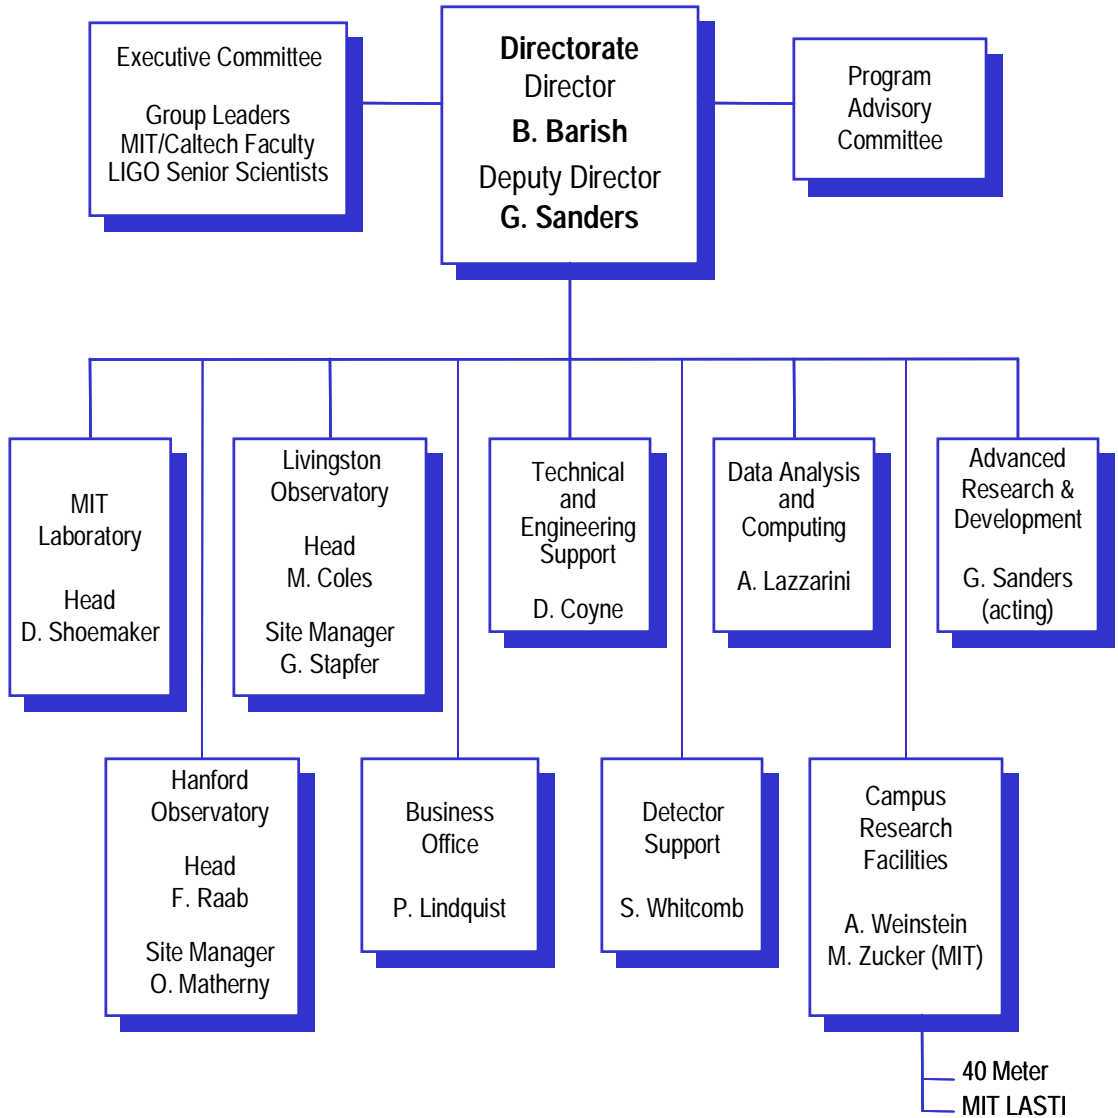 Executive Committee
Group Leaders
MIT/Caltech Faculty
LIGO Senior Scientists
Directorate
Director
B. Barish
Deputy Director
G. Sanders
Program
Advisory
Committee
MIT
Laboratory
Head
D. Shoemaker
Livingston
Observatory
Head
M. Coles
Site Manager
G. Stapfer
Technical
and
Engineering
Support
D. Coyne
Data Analysis
and
Computing
A. Lazzarini
Advanced
Research &
Development
G. Sanders
(acting)
Hanford
Observatory
Head
F. Raab
Site Manager
O. Matherny
Business
Office
P. Lindquist
Detector
Support
S. Whitcomb
Campus
Research
Facilities
A. Weinstein
M. Zucker (MIT)
40 Meter
MIT LASTI